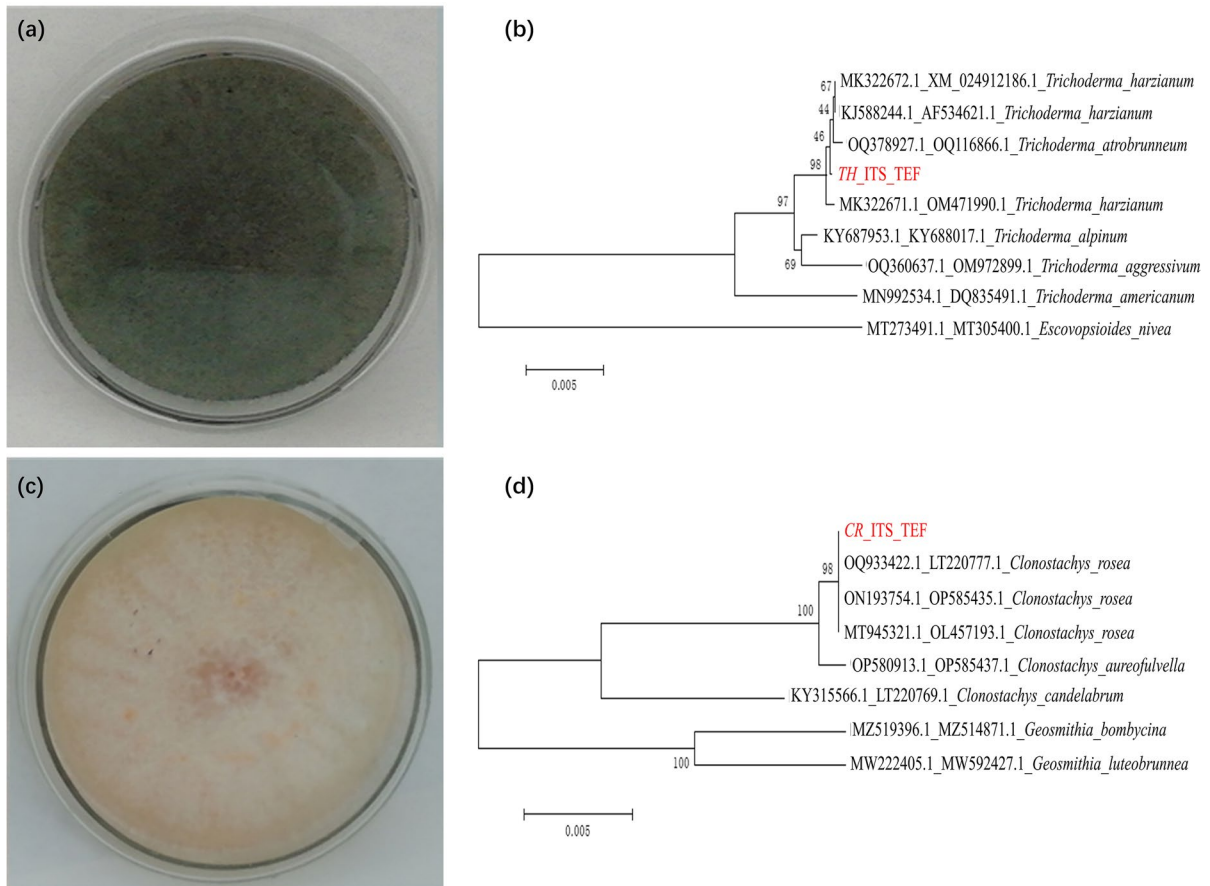 (a)
(b)
67
MK322672.1_XM_024912186.1_Trichoderma_harzianum
44
KJ588244.1_AF534621.1_Trichoderma_harzianum
46
OQ378927.1_OQ116866.1_Trichoderma_atrobrunneum
98
TH_ITS_TEF
97
MK322671.1_OM471990.1_Trichoderma_harzianum
KY687953.1_KY688017.1_Trichoderma_alpinum
69
OQ360637.1_OM972899.1_Trichoderma_aggressivum
MN992534.1_DQ835491.1_Trichoderma_americanum
MT273491.1_MT305400.1_Escovopsioides_nivea
0.005
(c)
(d)
CR_ITS_TEF
98
OQ933422.1_LT220777.1_Clonostachys_rosea
100
ON193754.1_OP585435.1_Clonostachys_rosea
MT945321.1_OL457193.1_Clonostachys_rosea
OP580913.1_OP585437.1_Clonostachys_aureofulvella
KY315566.1_LT220769.1_Clonostachys_candelabrum
MZ519396.1_MZ514871.1_Geosmithia_bombycina
100
MW222405.1_MW592427.1_Geosmithia_luteobrunnea
0.005